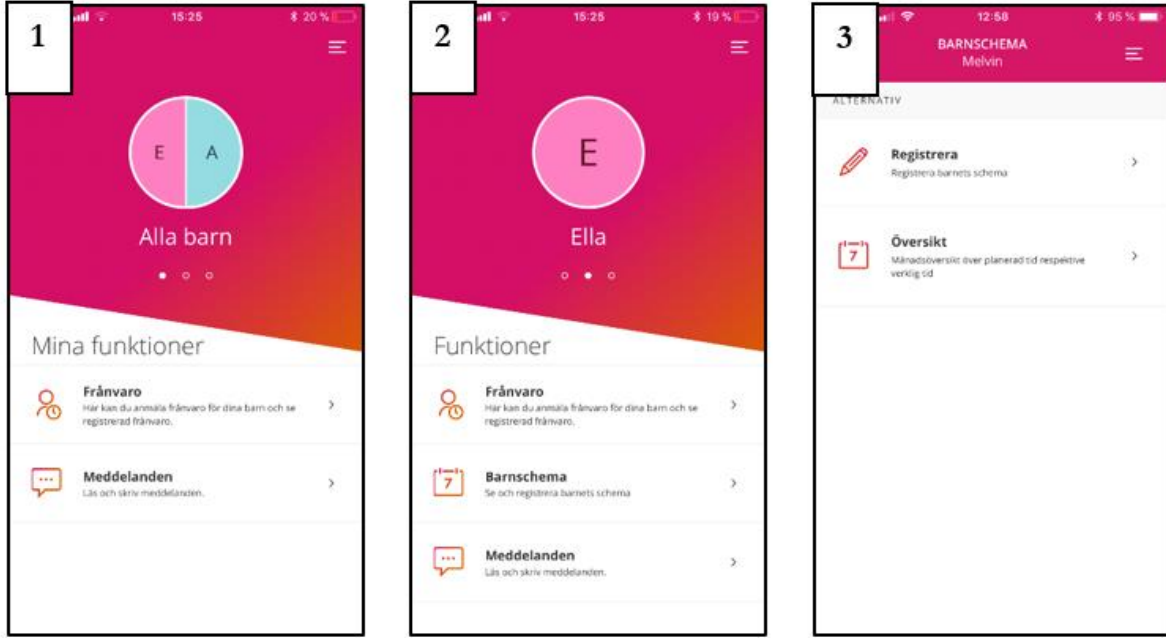 1
15:25
20 %
E
A
Alla barn
Mina funktioner
Frånvaro
Här kan du anmäla frånvaro för dina barn och se
registrerad frånvaro.
Meddelanden
Läs och skriv meddelanden.
2
15:25
19 %
E
Ella
Funktioner
Frånvaro
Här kan du anmäla frånvaro för dina barn och se
registrerad frånvaro.
7
Barnschema
Se och registrera barnets schema
Meddelanden
Läs och skriv meddelanden.
3
12:58
95 %
BARNSCHEMA
Melvin
ALTERNATIV
Registrera
Registrera barnets schema
7
Översikt
Månadsöversikt över planerad tid respektive
verklig tid